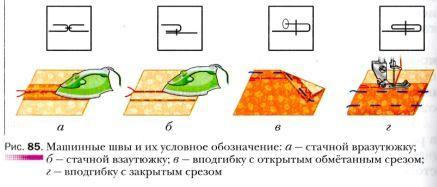 а
б
в
г
Рис. 85. Машинные швы и их условное обозначение: а — стачной вразутюжку;
б — стачной взаутюжку; в — вподгибку с открытым обмётанным срезом;
г — вподгибку с закрытым срезом